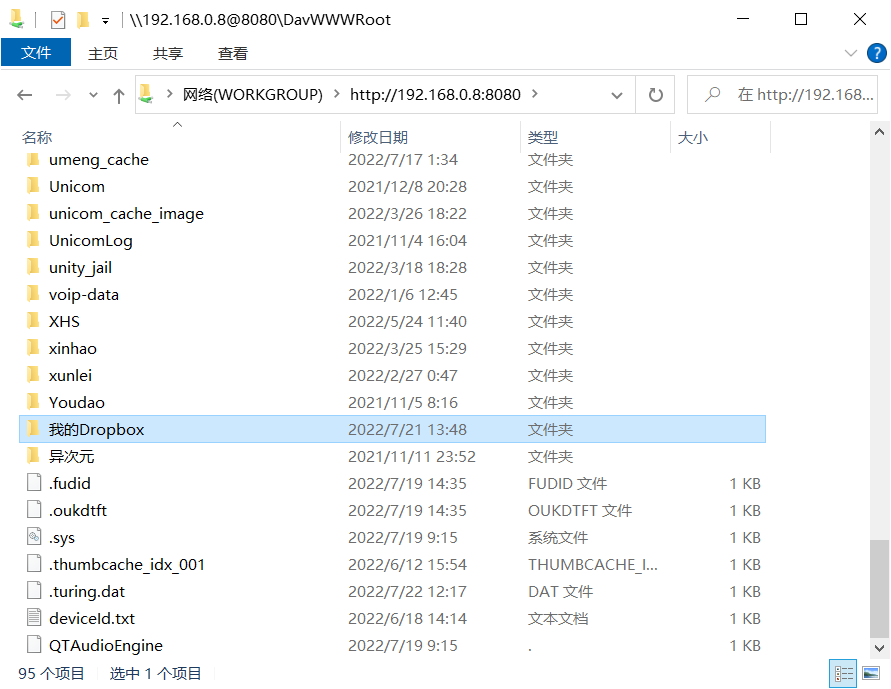 \\192.168.0.8@8080\DavWWWRoot
文件 主页 共享 查看 ?
网络(WORKGROUP) http://192.168.0.8:8080 在 http://192.168...
名称 修改日期 类型 大小
umeng_cache 2022/7/17 1:34 文件夹
Unicom 2021/12/8 20:28 文件夹
unicom_cache_image 2022/3/26 18:22 文件夹
UnicomLog 2021/11/4 16:04 文件夹
unity_jail 2022/3/18 18:28 文件夹
voip-data 2022/1/6 12:45 文件夹
XHS 2022/5/24 11:40 文件夹
xinhao 2022/3/25 15:29 文件夹
xunlei 2022/2/27 0:47 文件夹
Youdao 2021/11/5 8:16 文件夹
我的Dropbox 2022/7/21 13:48 文件夹
异次元 2021/11/11 23:52 文件夹
.fudid 2022/7/19 14:35 FUDID 文件 1 KB
.oukdtft 2022/7/19 14:35 OUKDTFT 文件 1 KB
.sys 2022/7/19 9:15 系统文件 1 KB
.thumbcache_idx_001 2022/6/12 15:54 THUMBCACHE_I... 1 KB
.turing.dat 2022/7/22 12:17 DAT 文件 1 KB
deviceId.txt 2022/6/18 14:14 文本文档 1 KB
QTAudioEngine 2022/7/19 9:15 . 1 KB
95 个项目 选中 1 个项目